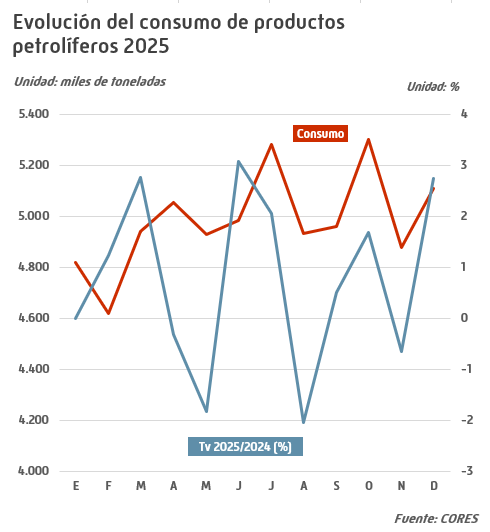 Evolución del consumo de productos
petrolíferos 2025
Unidad: miles de toneladas
Unidad: %
5.400
4
Consumo
5.200
3
5.000
2
4.800
1
4.600
0
4.400
-1
4.200
-2
Tv 2025/2024 (%)
4.000
-3
E F M A M J J A S O N D
Fuente: CORES